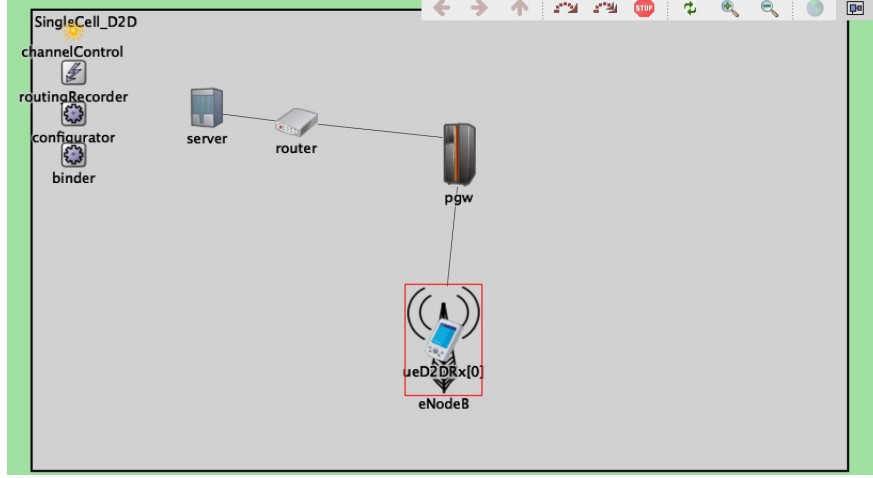 SingleCell_D2D
STOP
channelControl
routingRecorder
configurator
server
router
binder
pgw
ueD2DRx[0]
eNodeB